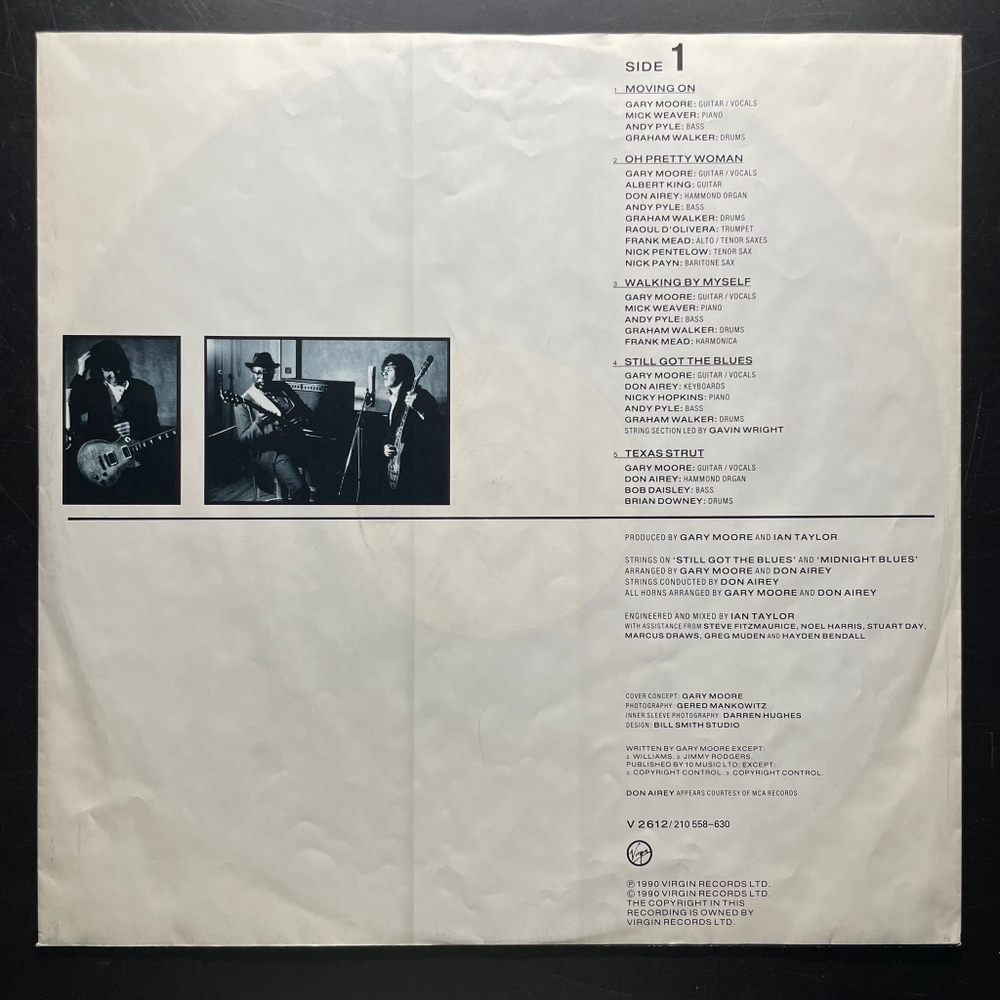 SIDE 1
1 MOVING ON
GARY MOORE: GUITAR / VOCALS
MICK WEAVER: PIANO
ANDY PYLE: BASS
GRAHAM WALKER: DRUMS
2 OH PRETTY WOMAN
GARY MOORE: GUITAR / VOCALS
ALBERT KING: GUITAR
DON AIREY: HAMMOND ORGAN
ANDY PYLE: BASS
GRAHAM WALKER: DRUMS
RAOUL D'OLIVERA: TRUMPET
FRANK MEAD: ALTO / TENOR SAXES
NICK PENTELOW: TENOR SAX
NICK PAYN: BARITONE SAX
3 WALKING BY MYSELF
GARY MOORE: GUITAR / VOCALS
MICK WEAVER: PIANO
ANDY PYLE: BASS
GRAHAM WALKER: DRUMS
FRANK MEAD: HARMONICA
4 STILL GOT THE BLUES
GARY MOORE: GUITAR / VOCALS
DON AIREY: KEYBOARDS
NICKY HOPKINS: PIANO
ANDY PYLE: BASS
GRAHAM WALKER: DRUMS
STRING SECTION LED BY GAVIN WRIGHT
5 TEXAS STRUT
GARY MOORE: GUITAR / VOCALS
DON AIREY: HAMMOND ORGAN
BOB DAISLEY: BASS
BRIAN DOWNEY: DRUMS
PRODUCED BY GARY MOORE AND IAN TAYLOR
STRINGS ON 'STILL GOT THE BLUES' AND 'MIDNIGHT BLUES'
ARRANGED BY GARY MOORE AND DON AIREY
STRINGS CONDUCTED BY DON AIREY
ALL HORNS ARRANGED BY GARY MOORE AND DON AIREY
ENGINEERED AND MIXED BY IAN TAYLOR
WITH ASSISTANCE FROM STEVE FITZMAURICE, NOEL HARRIS, STUART DAY,
MARCUS DRAWS, GREG MUDEN AND HAYDEN BENDALL
COVER CONCEPT: GARY MOORE
PHOTOGRAPHY: GERED MANKOWITZ
INNER SLEEVE PHOTOGRAPHY: DARREN HUGHES
DESIGN: BILL SMITH STUDIO
WRITTEN BY GARY MOORE EXCEPT:
2 WILLIAMS. 3 JIMMY RODGERS.
PUBLISHED BY 10 MUSIC LTD; EXCEPT:
2 COPYRIGHT CONTROL. 3 COPYRIGHT CONTROL.
DON AIREY APPEARS COURTESY OF MCA RECORDS
V 2612/210 558–630
Virgin
℗ 1990 VIRGIN RECORDS LTD.
© 1990 VIRGIN RECORDS LTD.
THE COPYRIGHT IN THIS
RECORDING IS OWNED BY
VIRGIN RECORDS LTD.